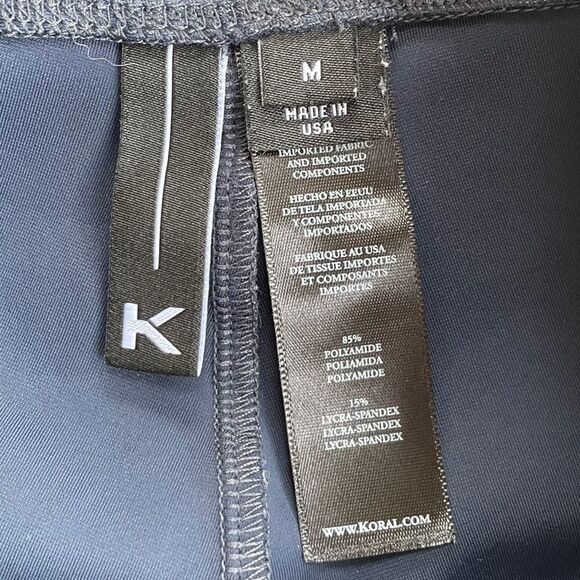 K
M
MADE IN
USA
IMPORTED FABRIC
AND IMPORTED
COMPONENTS
HECHO EN EEUU
DE TELA IMPORTADA
Y COMPONENTES
IMPORTADOS
FABRIQUE AU USA
DE TISSUE IMPORTES
ET COMPOSANTS
IMPORTES
85%
POLYAMIDE
POLIAMIDA
POLYAMIDE
15%
LYCRA-SPANDEX
LYCRA-SPANDEX
LYCRA-SPANDEX
WWW.KORAL.COM